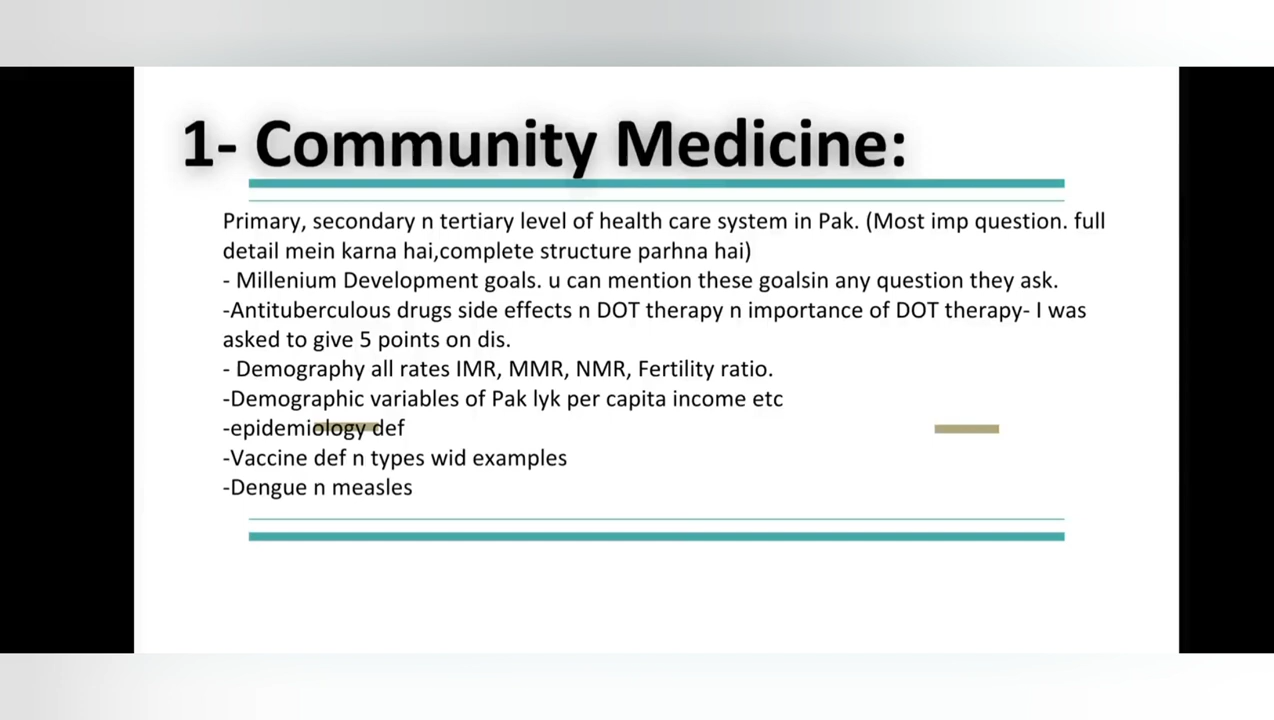 1- Community Medicine:
Primary, secondary n tertiary level of health care system in Pak. (Most imp question. full
detail mein karna hai,complete structure parhna hai)
- Millenium Development goals. u can mention these goalsin any question they ask.
-Antituberculous drugs side effects n DOT therapy n importance of DOT therapy- I was
asked to give 5 points on dis.
- Demography all rates IMR, MMR, NMR, Fertility ratio.
-Demographic variables of Pak lyk per capita income etc
-epidemiology def
-Vaccine def n types wid examples
-Dengue n measles